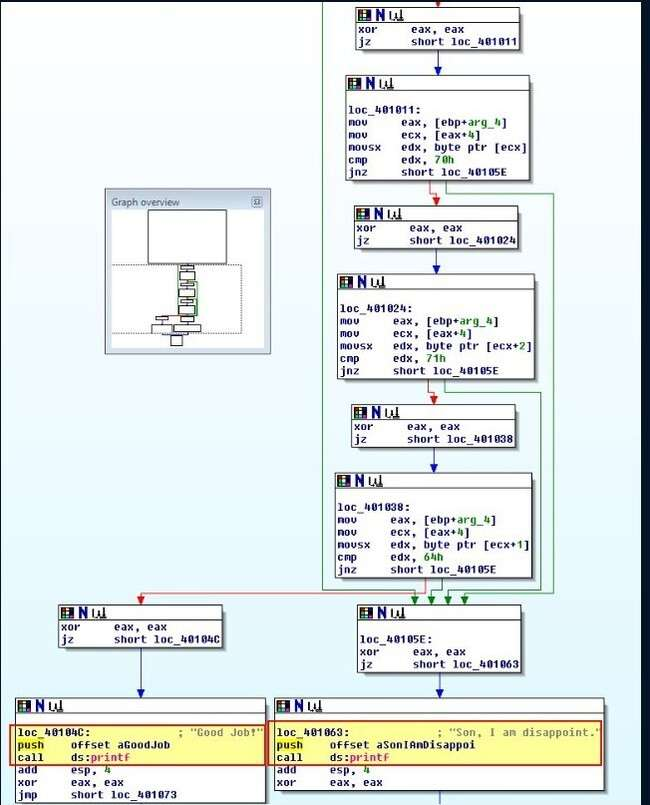 xor eax, eax
jz short loc_401011
loc_401011:
mov eax, [ebp+arg_4]
mov ecx, [eax+4]
movsx edx, byte ptr [ecx]
cmp edx, 70h
jnz short loc_40105E
Graph overview
xor eax, eax
jz short loc_401024
loc_401024:
mov eax, [ebp+arg_4]
mov ecx, [eax+4]
movsx edx, byte ptr [ecx+2]
cmp edx, 71h
jnz short loc_40105E
xor eax, eax
jz short loc_401038
loc_401038:
mov eax, [ebp+arg_4]
mov ecx, [eax+4]
movsx edx, byte ptr [ecx+1]
cmp edx, 64h
jnz short loc_40105E
xor eax, eax
jz short loc_40104C
loc_40105E:
xor eax, eax
jz short loc_401063
loc_40104C: ; "Good Job!"
push offset aGoodJob
call ds:printf
add esp, 4
xor eax, eax
jmp short loc_401073
loc_401063: ; "Son, I am disappoint."
push offset aSonIAmDisappoi
call ds:printf
add esp, 4
xor eax, eax